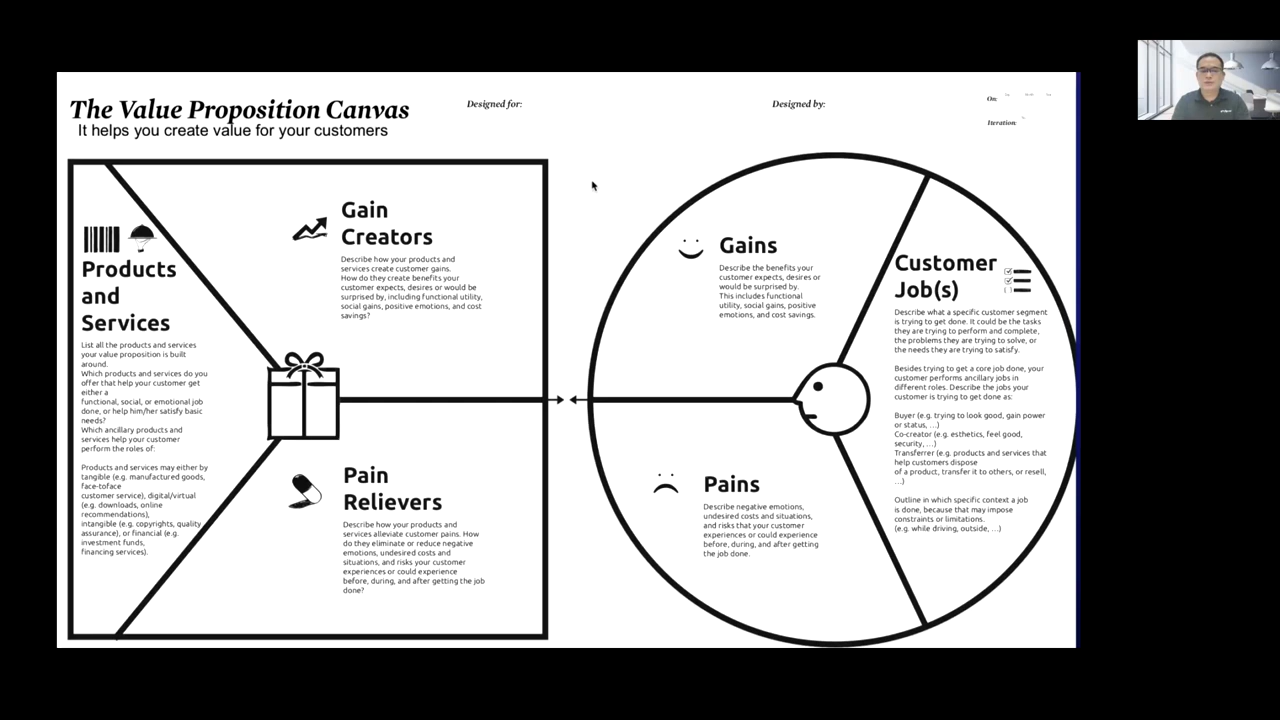 The Value Proposition Canvas
It helps you create value for your customers
Designed for:
Designed by:
On:
Iteration:
Products
and
Services
List all the products and services
your value proposition is built
around.
Which products and services do you
offer that help your customer get
either a
functional, social, or emotional job
done, or help him/her satisfy basic
needs?
Which ancillary products and
services help your customer
perform the roles of:
Products and services may either by
tangible (e.g. manufactured goods,
face-toface
customer service), digital/virtual
(e.g. downloads, online
recommendations),
intangible (e.g. copyrights, quality
assurance), or financial (e.g.
investment funds,
financing services).
Gain
Creators
Describe how your products and
services create customer gains.
How do they create benefits your
customer expects, desires or would be
surprised by, including functional utility,
social gains, positive emotions, and cost
savings?
Pain
Relievers
Describe how your products and
services alleviate customer pains. How
do they eliminate or reduce negative
emotions, undesired costs and
situations, and risks your customer
experiences or could experience
before, during, and after getting the job
done?
Gains
Describe the benefits your
customer expects, desires or
would be surprised by.
This includes functional
utility, social gains, positive
emotions, and cost savings.
Pains
Describe negative emotions,
undesired costs and situations,
and risks that your customer
experiences or could experience
before, during, and after getting
the job done.
Customer
Job(s)
Describe what a specific customer segment
is trying to get done. It could be the tasks
they are trying to perform and complete,
the problems they are trying to solve, or
the needs they are trying to satisfy.
Besides trying to get a core job done, your
customer performs ancillary jobs in
different roles. Describe the jobs your
customer is trying to get done as:
Buyer (e.g. trying to look good, gain power
or status, ...)
Co-creator (e.g. esthetics, feel good,
security, ...)
Transferrer (e.g. products and services that
help customers dispose
of a product, transfer it to others, or resell,
...)
Outline in which specific context a job
is done, because that may impose
constraints or limitations.
(e.g. while driving, outside, ...)